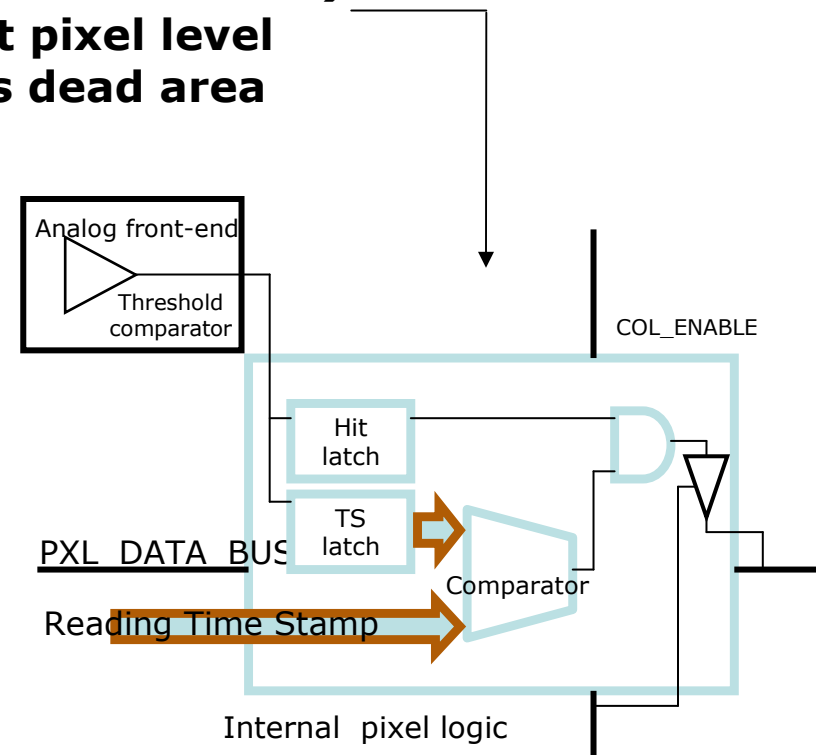 t pixel level
s dead area
Analog front-end
Threshold
comparator
COL_ENABLE
Hit
latch
TS
latch
PXL_DATA_BUS
Comparator
Reading Time Stamp
Internal pixel logic